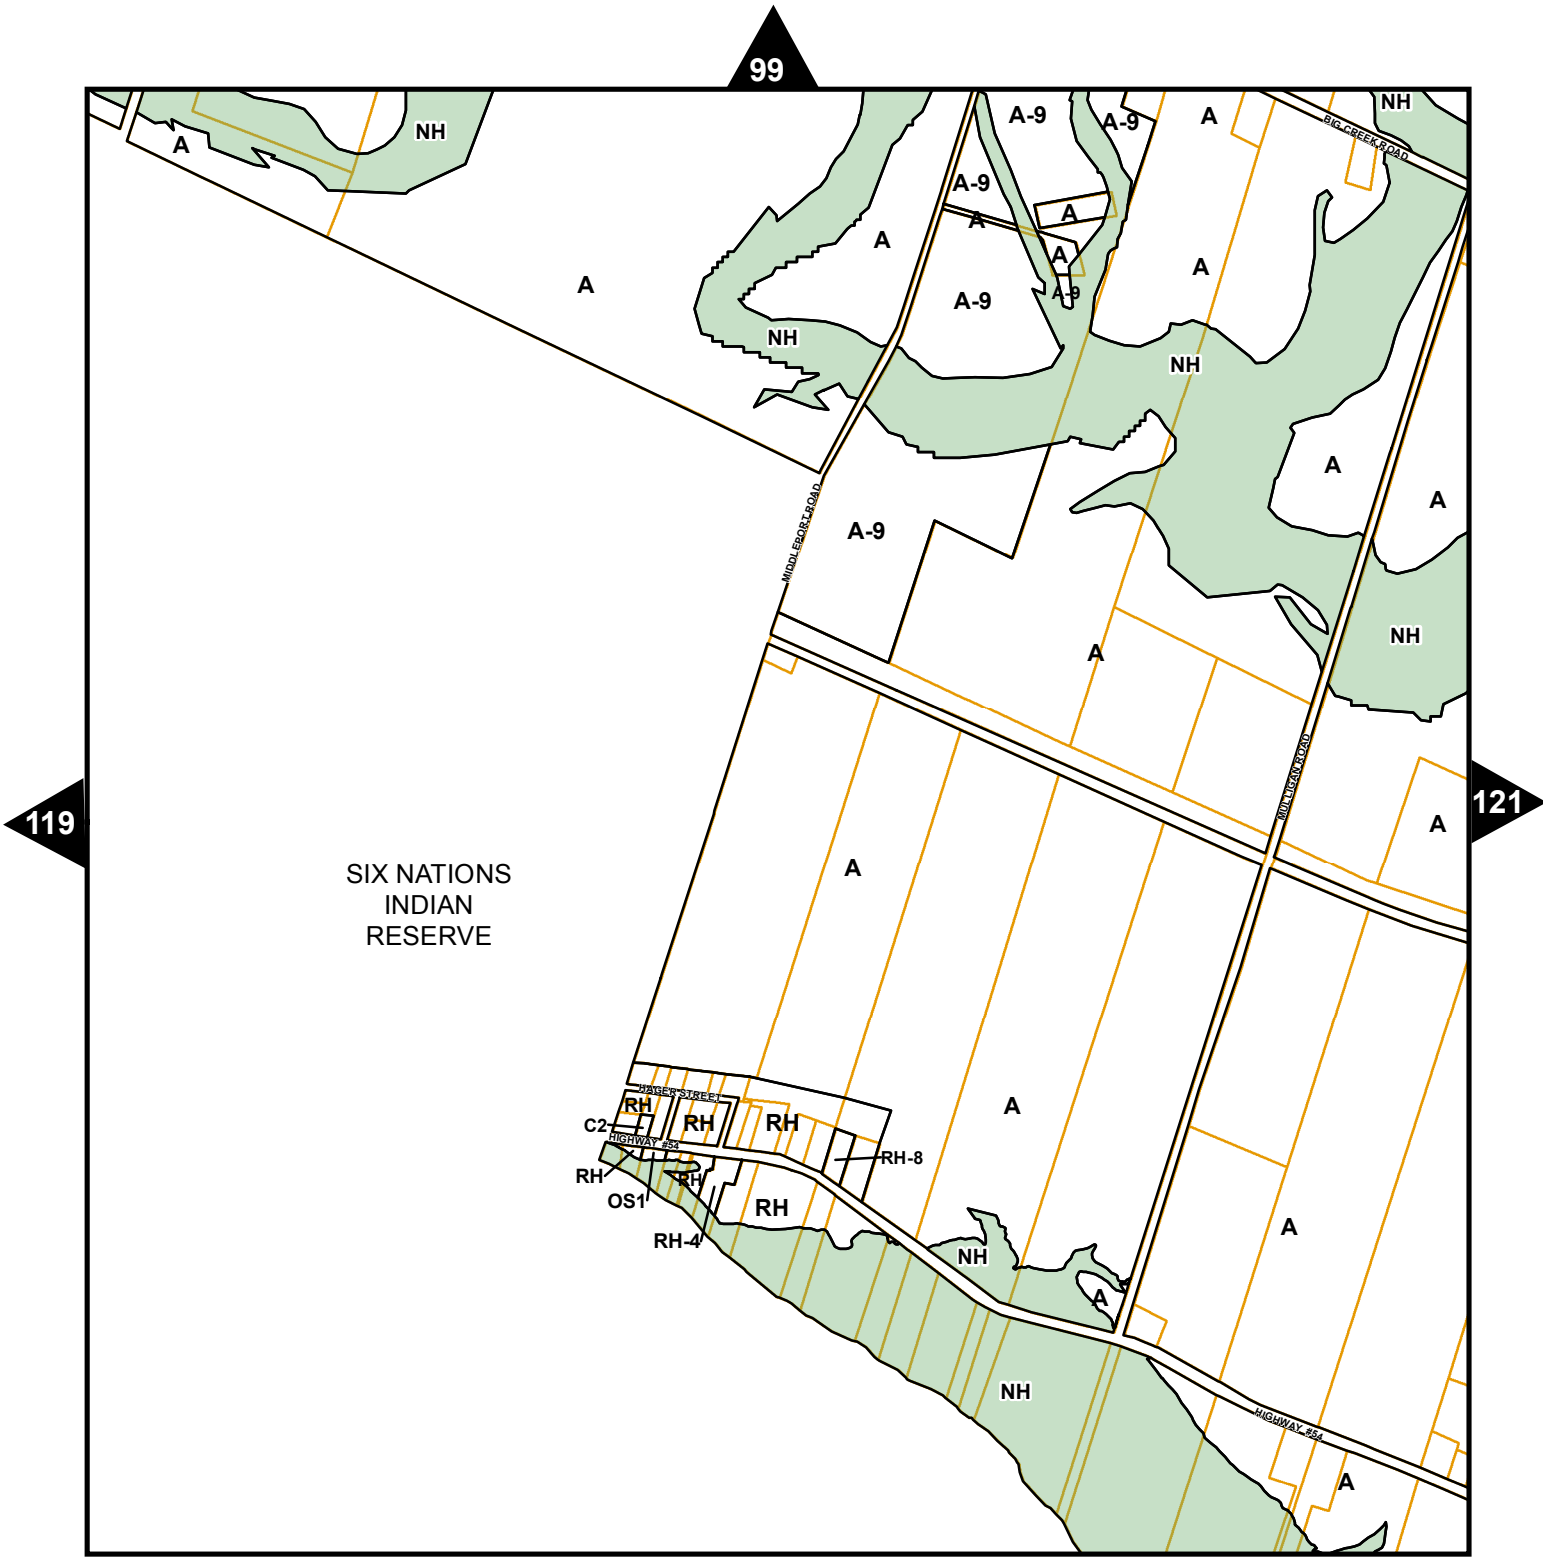 99
NH
NH
A-9
A-9
A
BIG CREEK ROAD
A
A-9
A
A
A
A
A
A
A
A-9
A-9
NH
NH
A
A
MIDDLEPORT ROAD
A-9
NH
A
MULLIGAN ROAD
119
121
A
A
SIX NATIONS
INDIAN
RESERVE
HAGER STREET
RH
A
C2
RH
RH
HIGHWAY #54
RH-8
RH
RH
OS1
RH
RH-4
A
NH
A
NH
HIGHWAY #54
A